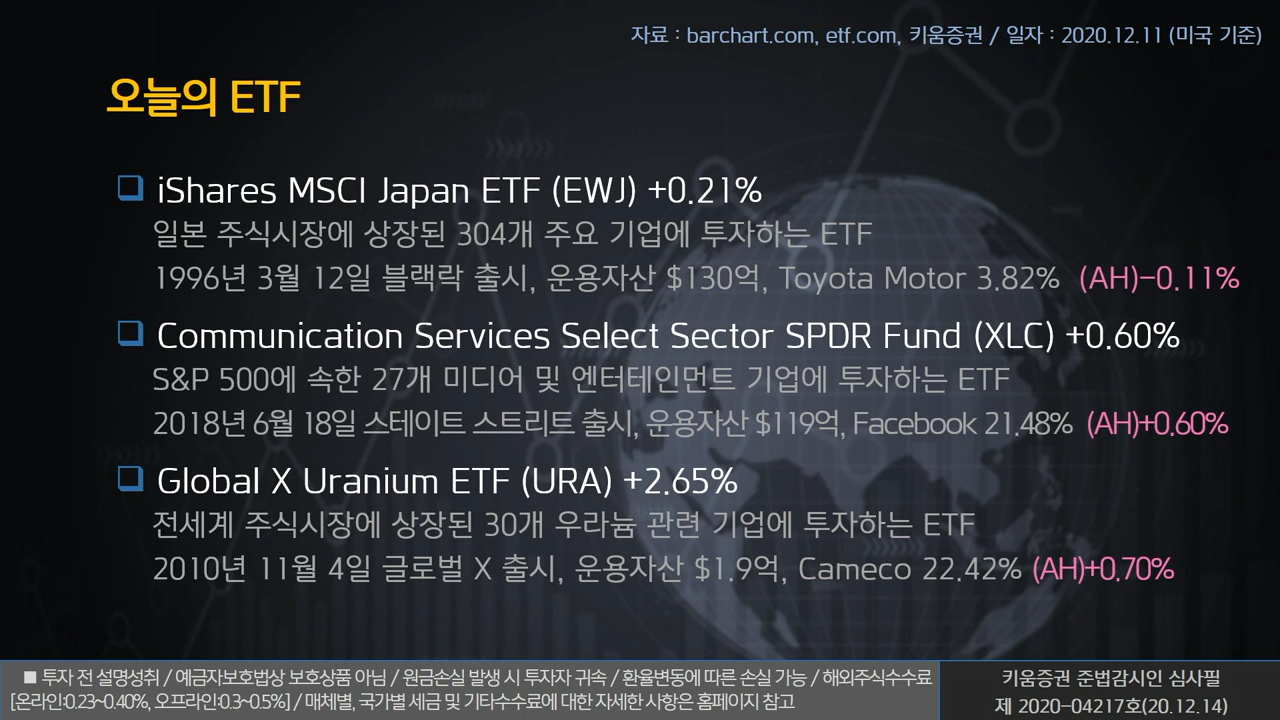 자료 : barchart.com, etf.com, 키움증권 / 일자 : 2020.12.11 (미국 기준)
오늘의 ETF
iShares MSCI Japan ETF (EWJ) +0.21%
일본 주식시장에 상장된 304개 주요 기업에 투자하는 ETF
1996년 3월 12일 블랙락 출시, 운용자산 $130억, Toyota Motor 3.82% (AH)-0.11%
Communication Services Select Sector SPDR Fund (XLC) +0.60%
S&P 500에 속한 27개 미디어 및 엔터테인먼트 기업에 투자하는 ETF
2018년 6월 18일 스테이트 스트리트 출시, 운용자산 $119억, Facebook 21.48% (AH)+0.60%
Global X Uranium ETF (URA) +2.65%
전세계 주식시장에 상장된 30개 우라늄 관련 기업에 투자하는 ETF
2010년 11월 4일 글로벌 X 출시, 운용자산 $1.9억, Cameco 22.42% (AH)+0.70%
■ 투자 전 설명성취 / 예금자보호법상 보호상품 아님 / 원금손실 발생 시 투자자 귀속 / 환율변동에 따른 손실 가능 / 해외주식수수료
[온라인:0.23~0.40%, 오프라인:0.3~0.5%] / 매체별, 국가별 세금 및 기타수수료에 대한 자세한 사항은 홈페이지 참고
키움증권 준법감시인 심사필
제 2020-04217호(20.12.14)